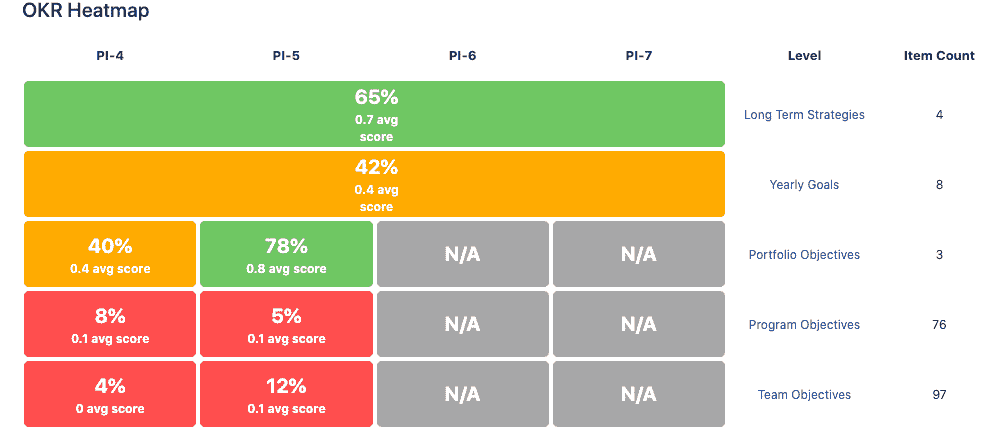 OKR Heatmap
PI-4 PI-5 PI-6 PI-7 Level Item Count
65%
0.7 avg
score
Long Term Strategies 4
42%
0.4 avg
score
Yearly Goals 8
40% 78% N/A N/A Portfolio Objectives 3
0.4 avg score 0.8 avg score
8% 5% N/A N/A Program Objectives 76
0.1 avg score 0.1 avg score
4% 12% N/A N/A Team Objectives 97
0 avg score 0.1 avg score